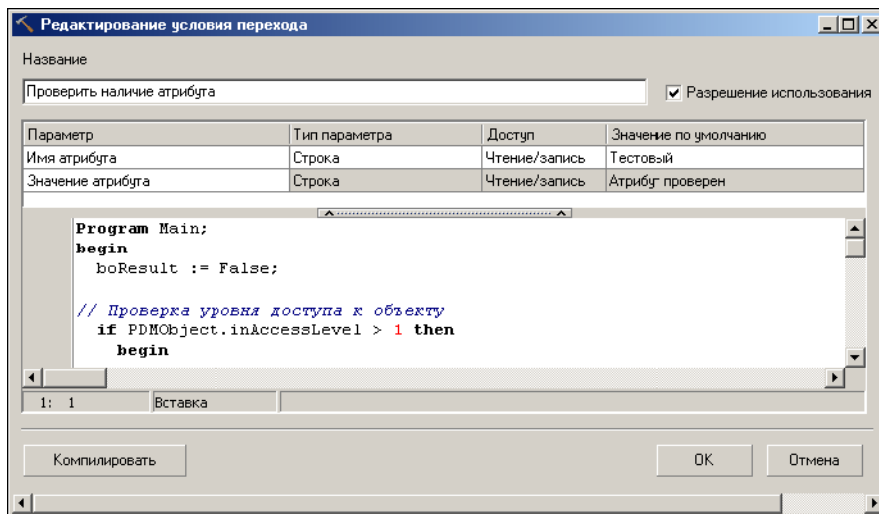 Редактирование условия перехода
Название
Проверить наличие атрибута
Разрешение использования
Параметр Тип параметра Доступ Значение по умолчанию
Имя атрибута Строка Чтение/запись Тестовый
Значение атрибута Строка Чтение/запись Атрибут проверен
Program Main;
begin
boResult := False;
// Проверка уровня доступа к объекту
if PDMObject.inAccessLevel > 1 then
begin
1: 1 Вставка
Компилировать OK Отмена